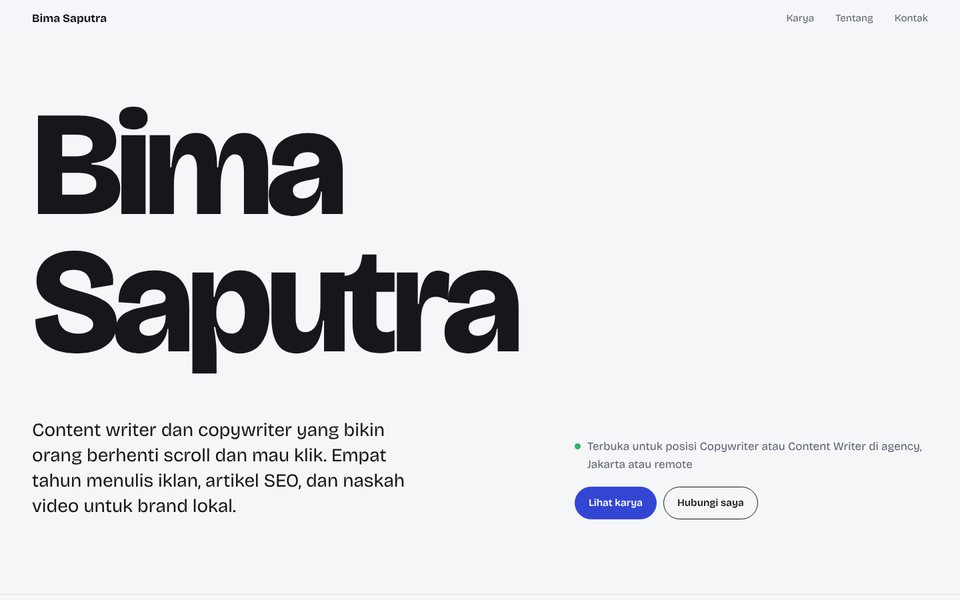 Bima Saputra
Karya
Tentang
Kontak
Bima
Saputra
Content writer dan copywriter yang bikin
orang berhenti scroll dan mau klik. Empat
tahun menulis iklan, artikel SEO, dan naskah
video untuk brand lokal.
Terbuka untuk posisi Copywriter atau Content Writer di agency,
Jakarta atau remote
Lihat karya
Hubungi saya